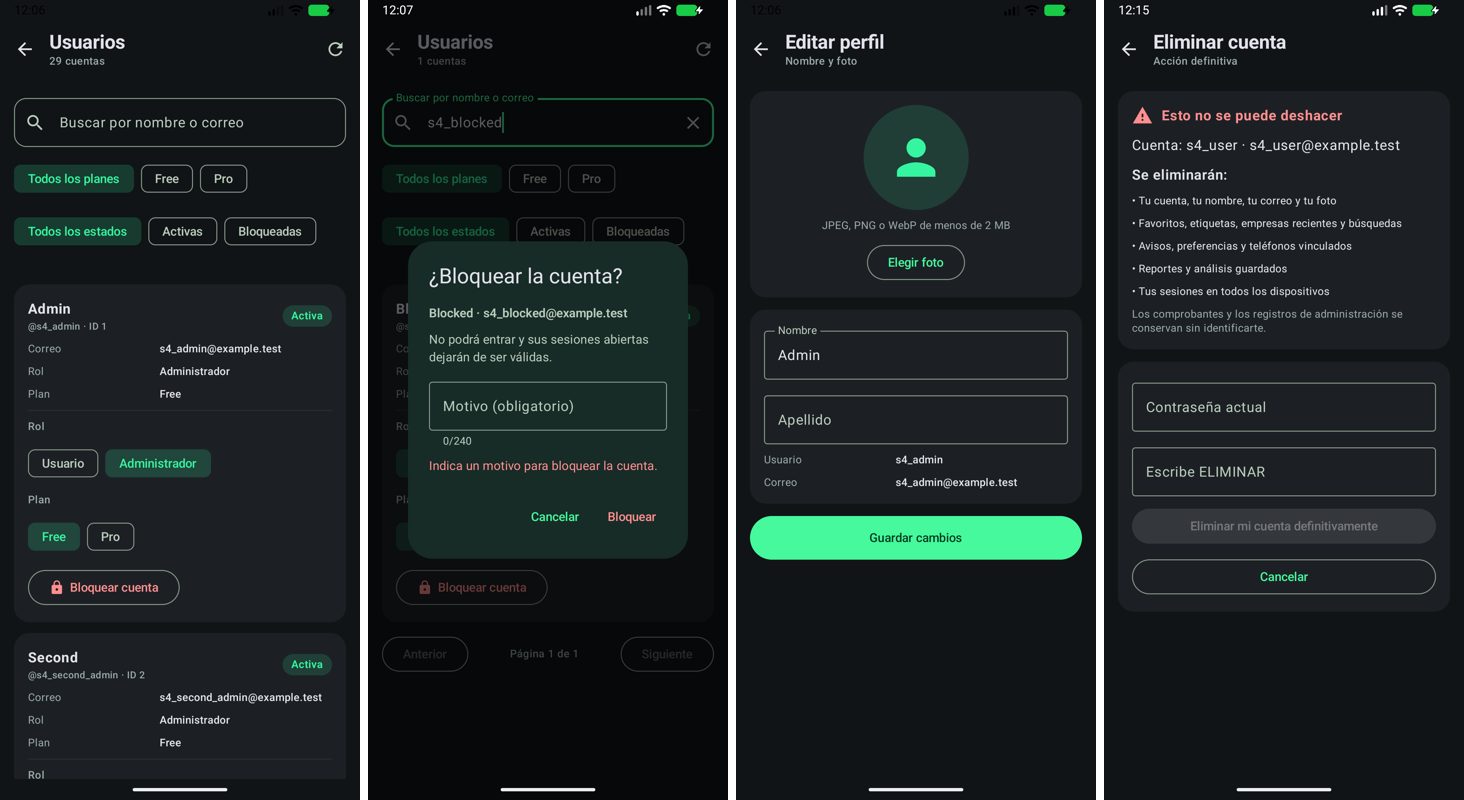 12:06
Usuarios
29 cuentas
Buscar por nombre o correo
Todos los planes
Free
Pro
Todos los estados
Activas
Bloqueadas
Admin
Activa
@s4_admin · ID 1
Correo s4_admin@example.test
Rol Administrador
Plan Free
Rol
Usuario
Administrador
Plan
Free
Pro
Bloquear cuenta
Second
Activa
@s4_second_admin · ID 2
Correo s4_second_admin@example.test
Rol Administrador
Plan Free
Rol
12:07
Usuarios
1 cuentas
Buscar por nombre o correo
s4_blocked
Todos los planes
Free
Pro
Todos los estados
Activas
Bloqueadas
¿Bloquear la cuenta?
Blocked · s4_blocked@example.test
No podrá entrar y sus sesiones abiertas
dejarán de ser válidas.
Motivo (obligatorio)
0/240
Indica un motivo para bloquear la cuenta.
Cancelar
Bloquear
Bloquear cuenta
Anterior
Página 1 de 1
Siguiente
12:06
Editar perfil
Nombre y foto
JPEG, PNG o WebP de menos de 2 MB
Elegir foto
Nombre
Admin
Apellido
Usuario s4_admin
Correo s4_admin@example.test
Guardar cambios
12:15
Eliminar cuenta
Acción definitiva
Esto no se puede deshacer
Cuenta: s4_user · s4_user@example.test
Se eliminarán:
• Tu cuenta, tu nombre, tu correo y tu foto
• Favoritos, etiquetas, empresas recientes y búsquedas
• Avisos, preferencias y teléfonos vinculados
• Reportes y análisis guardados
• Tus sesiones en todos los dispositivos
Los comprobantes y los registros de administración se
conservan sin identificarte.
Contraseña actual
Escribe ELIMINAR
Eliminar mi cuenta definitivamente
Cancelar